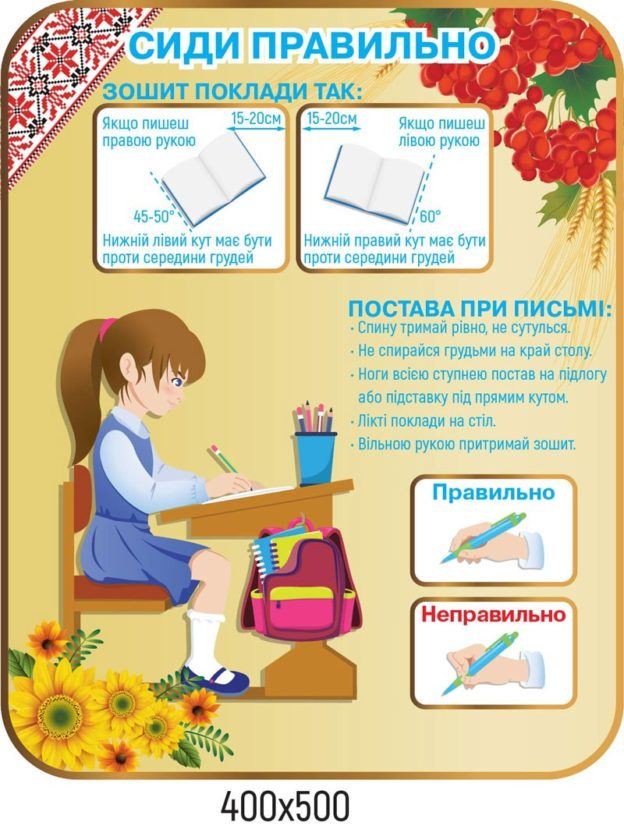 СИДИ ПРАВИЛЬНО
ЗОШИТ ПОКЛАДИ ТАК:
Якщо пишеш
правою рукою
15-20см
45-50°
Нижній лівий кут має бути
проти середини грудей
15-20см
Якщо пишеш
лівою рукою
60°
Нижній правий кут має бути
проти середини грудей
ПОСТАВА ПРИ ПИСЬМІ:
· Спину тримай рівно, не сутулься.
· Не спирайся грудьми на край столу.
· Ноги всією ступнею постав на підлогу
або підставку під прямим кутом.
· Лікті поклади на стіл.
· Вільною рукою притримай зошит.
Правильно
Неправильно
400x500